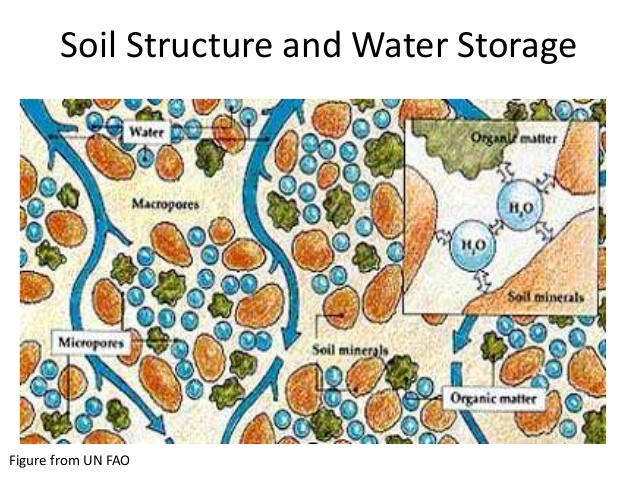 Soil Structure and Water Storage
Water
Organic matter
Macropores
H₂O
H₂O
Soil minerals
Micropores
Soil minerals
Organic matter
Figure from UN FAO